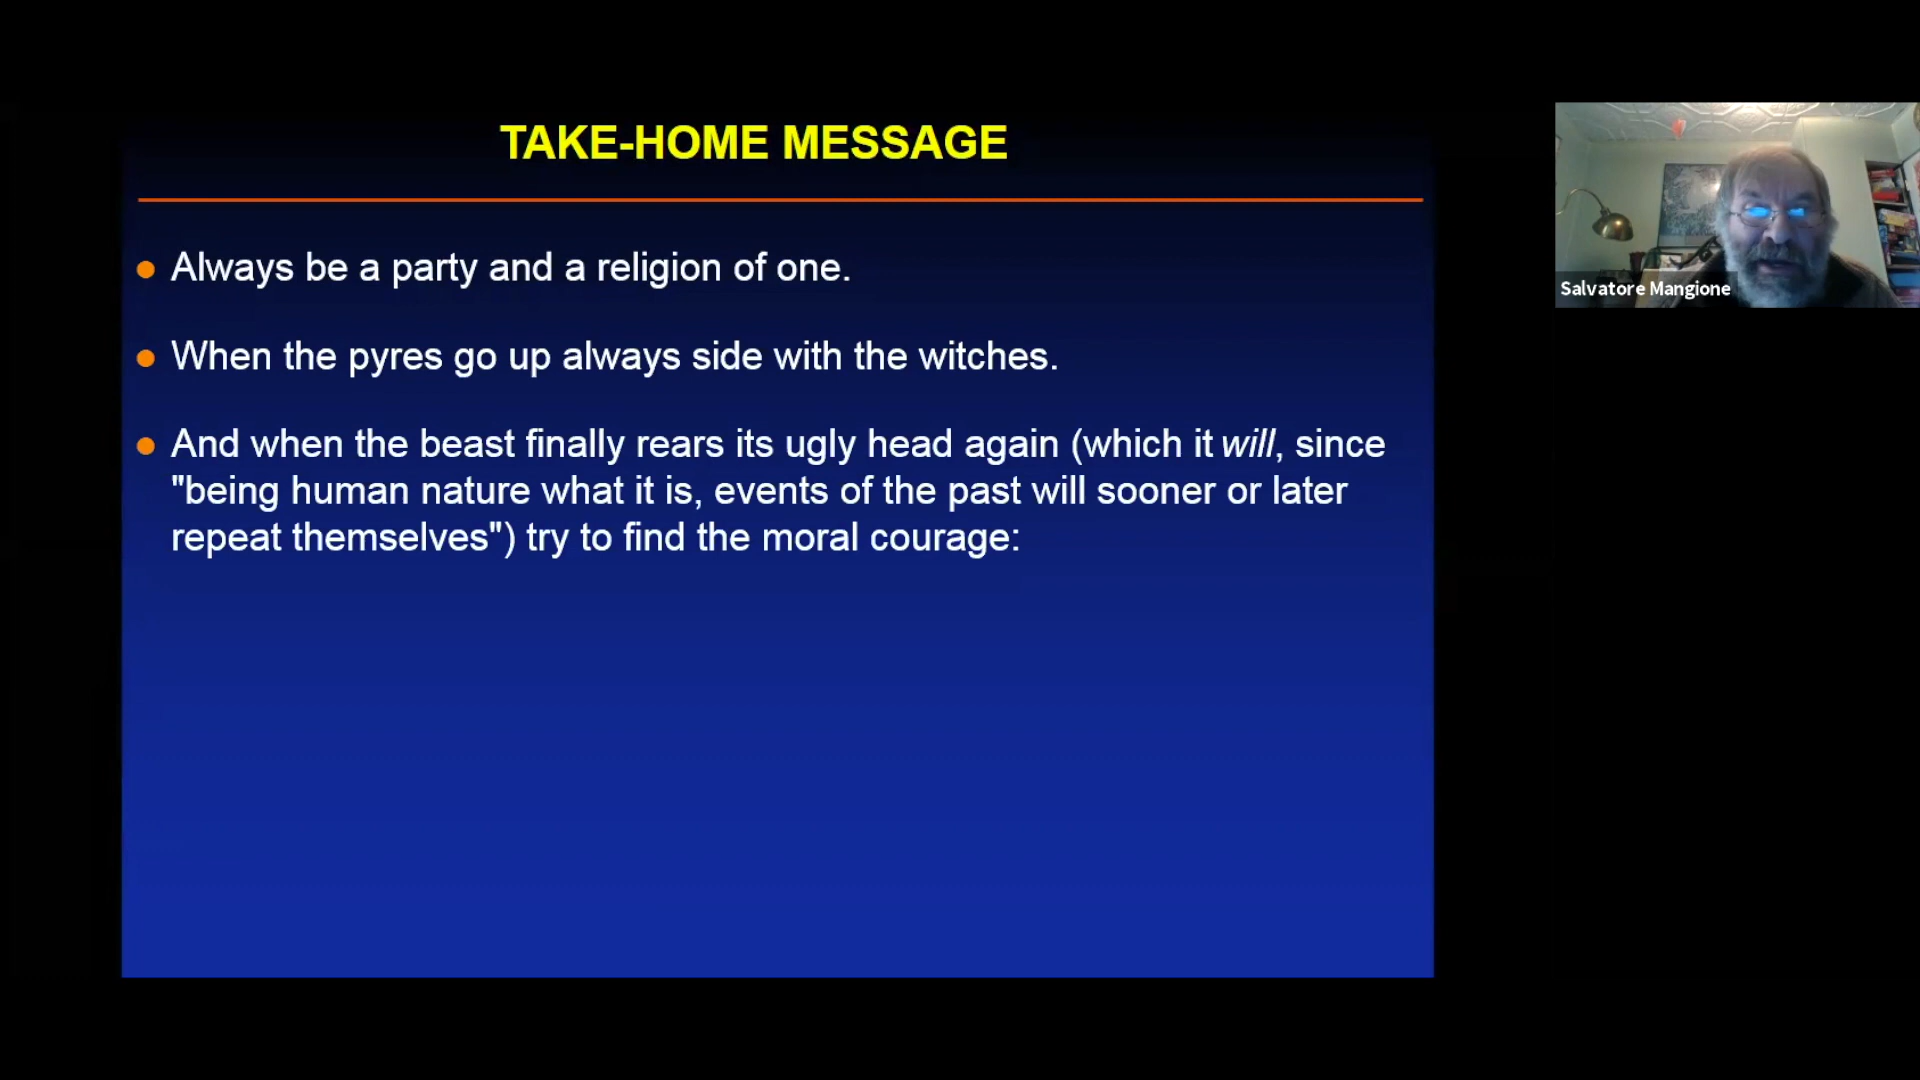 TAKE-HOME MESSAGE
Always be a party and a religion of one.
When the pyres go up always side with the witches.
And when the beast finally rears its ugly head again (which it will, since
"being human nature what it is, events of the past will sooner or later
repeat themselves") try to find the moral courage:
Salvatore Mangione